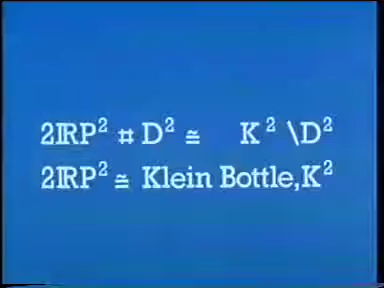 2ℝP² # D² ≅ K² \D²
2ℝP² ≅ Klein Bottle,K²